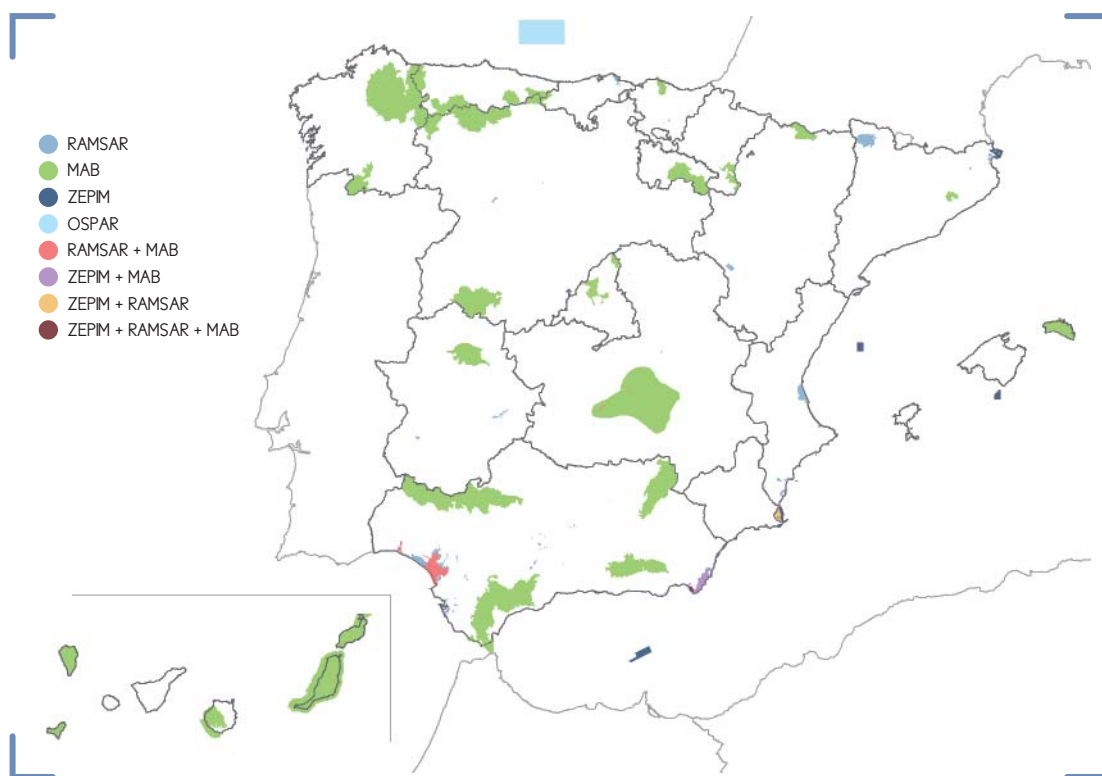 RAMSAR
MAB
ZEPIM
OSPAR
RAMSAR + MAB
ZEPIM + MAB
ZEPIM + RAMSAR
ZEPIM + RAMSAR + MAB